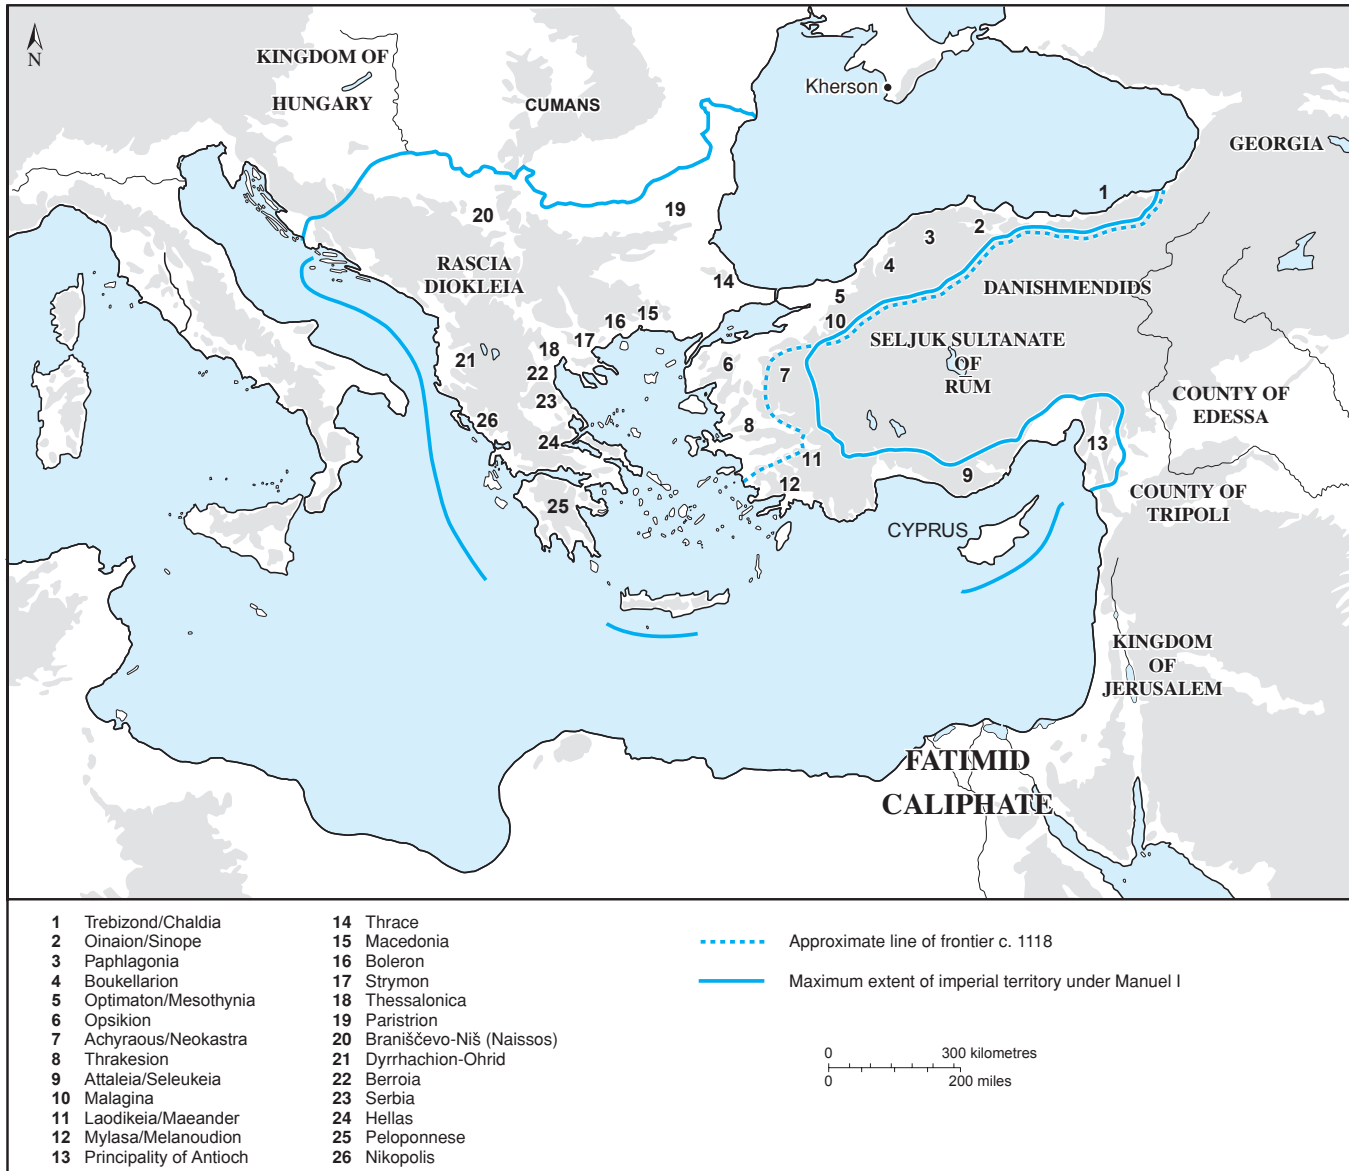 N
KINGDOM OF
HUNGARY
CUMANS
Kherson
GEORGIA
1
20
19
2
3
RASCIA
DIOKLEIA
4
14
DANISHMENDIDS
5
15
16
10
17
SELJUK SULTANATE
OF
RUM
18
21
6
7
22
COUNTY OF
EDESSA
23
26
8
24
13
11
9
12
COUNTY OF
TRIPOLI
25
CYPRUS
KINGDOM
OF
JERUSALEM
FATIMID
CALIPHATE
1 Trebizond/Chaldia
2 Oinaion/Sinope
3 Paphlagonia
4 Boukellarion
5 Optimaton/Mesothynia
6 Opsikion
7 Achyraous/Neokastra
8 Thrakesion
9 Attaleia/Seleukeia
10 Malagina
11 Laodikeia/Maeander
12 Mylasa/Melanoudion
13 Principality of Antioch
14 Thrace
15 Macedonia
16 Boleron
17 Strymon
18 Thessalonica
19 Paristrion
20 Braniščevo-Niš (Naissos)
21 Dyrrhachion-Ohrid
22 Berroia
23 Serbia
24 Hellas
25 Peloponnese
26 Nikopolis
Approximate line of frontier c. 1118
Maximum extent of imperial territory under Manuel I
0 300 kilometres
0 200 miles